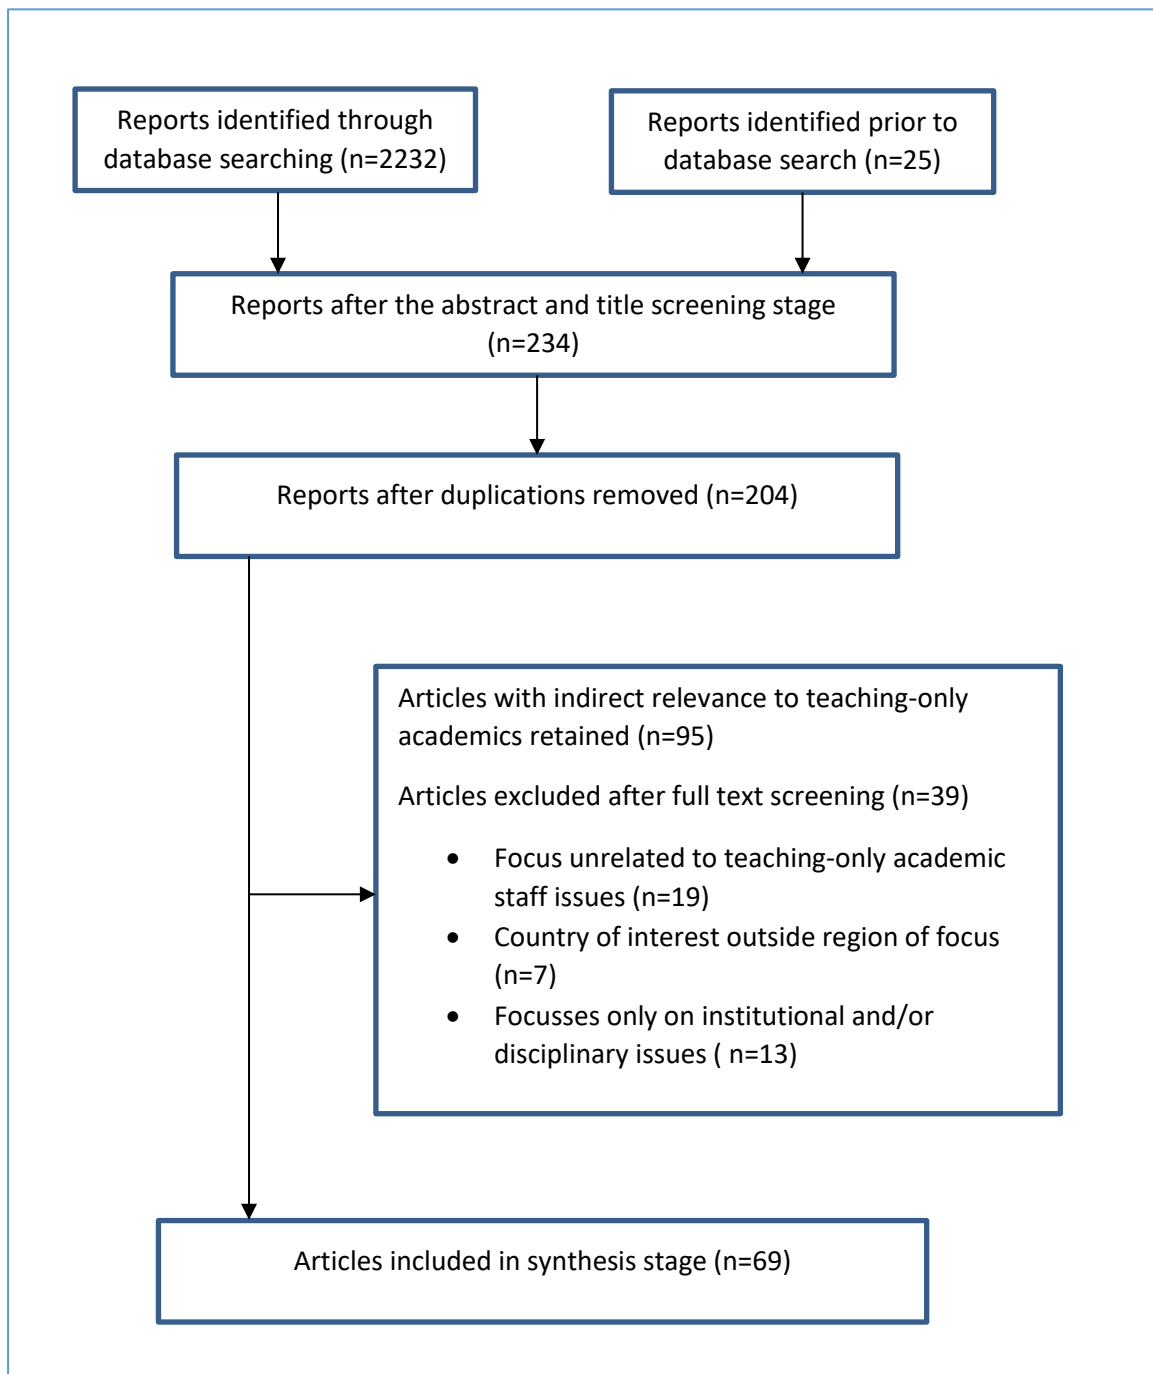 Reports identified through
database searching (n=2232)
Reports identified prior to
database search (n=25)
Reports after the abstract and title screening stage
(n=234)
Reports after duplications removed (n=204)
Articles with indirect relevance to teaching-only
academics retained (n=95)
Articles excluded after full text screening (n=39)
• Focus unrelated to teaching-only academic
staff issues (n=19)
• Country of interest outside region of focus
(n=7)
• Focusses only on institutional and/or
disciplinary issues ( n=13)
Articles included in synthesis stage (n=69)